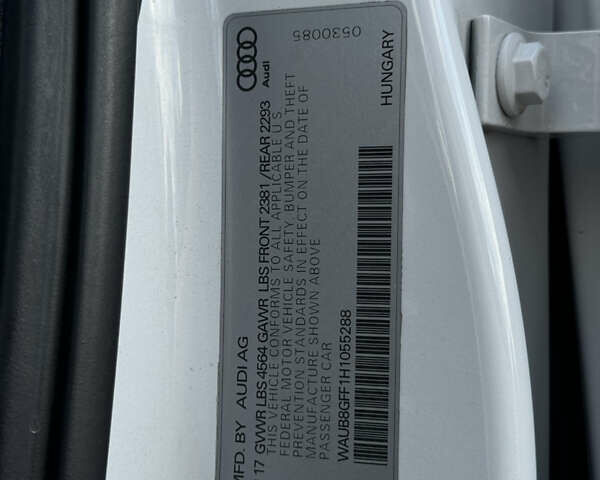 MFD. BY AUDI AG
17 GVWR LBS 4564 GAWR LBS FRONT 2381 / REAR 2293
THIS VEHICLE CONFORMS TO ALL APPLICABLE U.S.
FEDERAL MOTOR VEHICLE SAFETY, BUMPER AND THEFT
PREVENTION STANDARDS IN EFFECT ON THE DATE OF
MANUFACTURE SHOWN ABOVE
PASSENGER CAR
WAUB8GFF1H1055288
HUNGARY
Audi
0530085